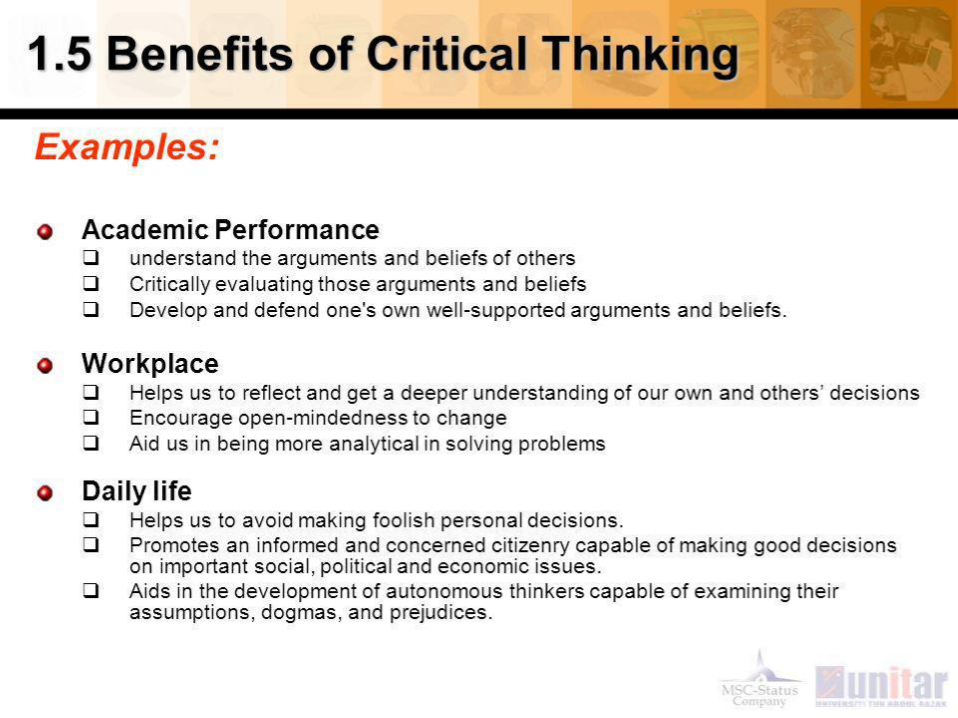 1.5 Benefits of Critical Thinking
Examples:
Academic Performance
understand the arguments and beliefs of others
Critically evaluating those arguments and beliefs
Develop and defend one's own well-supported arguments and beliefs.
Workplace
Helps us to reflect and get a deeper understanding of our own and others’ decisions
Encourage open-mindedness to change
Aid us in being more analytical in solving problems
Daily life
Helps us to avoid making foolish personal decisions.
Promotes an informed and concerned citizenry capable of making good decisions
on important social, political and economic issues.
Aids in the development of autonomous thinkers capable of examining their
assumptions, dogmas, and prejudices.
MSC-Status
Company
unitar
UNIVERSITI TUN ABDUL RAZAK